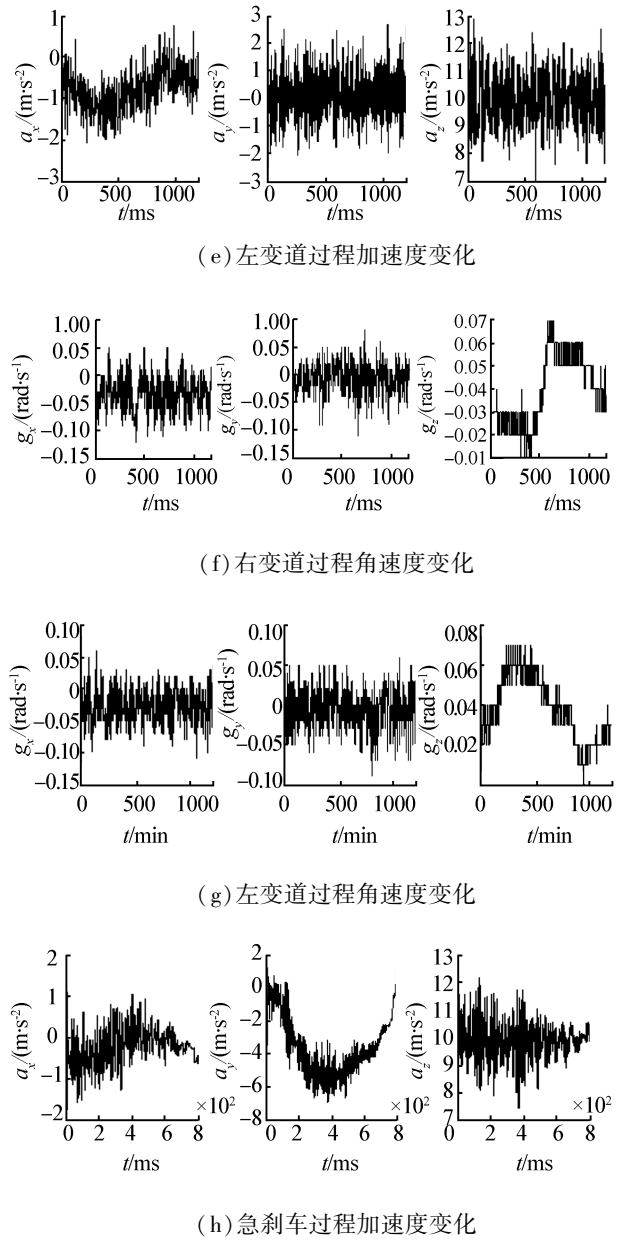 3 3 13
1 2 12
0 1 11
−1 −0 10
−1 9
−2 −2 8
−3 −3 7
aₓ/(m·s⁻²) a_y/(m·s⁻²) a_z/(m·s⁻²)
0 500 1000 0 500 1000 0 500 1000
t/ms t/ms t/ms
(e)左变道过程加速度变化
1.00 1.00 0.07
0.05 0.05 0.06
0 0 −0.05
−0.05 −0.05 −0.04
−0.10 −0.10 −0.03
−0.02
−0.15 −0.15 −0.01
gₓ/(rad·s⁻¹) g_y/(rad·s⁻¹) g_z/(rad·s⁻¹)
0 500 1000 0 500 1000 0 500 1000
t/ms t/ms t/ms
(f)右变道过程角速度变化
0.10 0.10 0.08
0.05 0.05 0.06
0 0 0.04
−0.05 −0.05 0.02
−0.10
−0.15 −0.10
gₓ/(rad·s⁻¹) g_y/(rad·s⁻¹) g_z/(rad·s⁻¹)
0 500 1000 0 500 1000 0 500 1000
t/min t/min t/min
(g)左变道过程角速度变化
2 2 13
1 0 12
0 −2 11
−1 −4 10
−2 −6 9
−8 8
7
aₓ/(m·s⁻²) a_y/(m·s⁻²) a_z/(m·s⁻²)
×10² ×10² ×10²
0 2 4 6 8 0 2 4 6 8 0 2 4 6 8
t/ms t/ms t/ms
(h)急刹车过程加速度变化